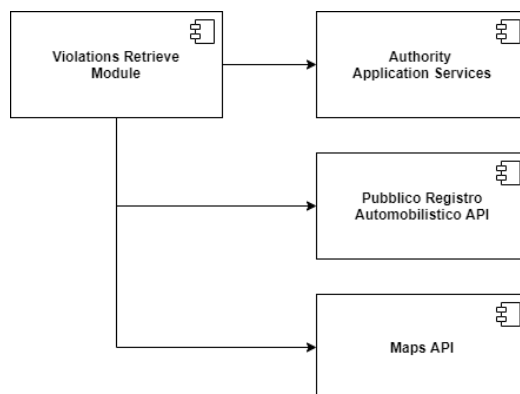 Violations Retrieve
Module
Authority
Application Services
Pubblico Registro
Automobilistico API
Maps API